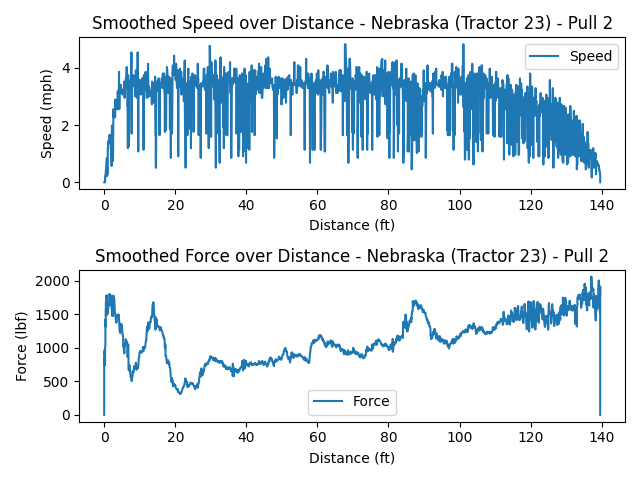 Smoothed Speed over Distance - Nebraska (Tractor 23) - Pull 2
Speed (mph)
4
2
0
Speed
0 20 40 60 80 100 120 140
Distance (ft)
Smoothed Force over Distance - Nebraska (Tractor 23) - Pull 2
Force (lbf)
2000
1500
1000
500
0
Force
0 20 40 60 80 100 120 140
Distance (ft)